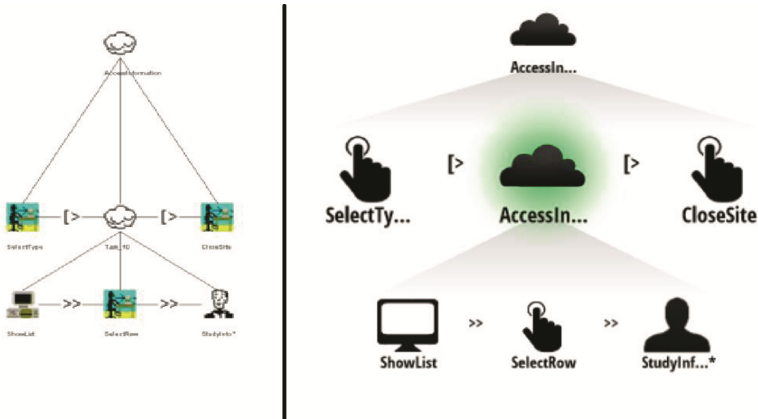 AccessInformation
[> [>
SelectType Task_10 CloseSite
>> >>
ShowList SelectRow StudyInfo*
AccessIn...
[> [>
SelectTy... AccessIn... CloseSite
>> >>
ShowList SelectRow StudyInf...*